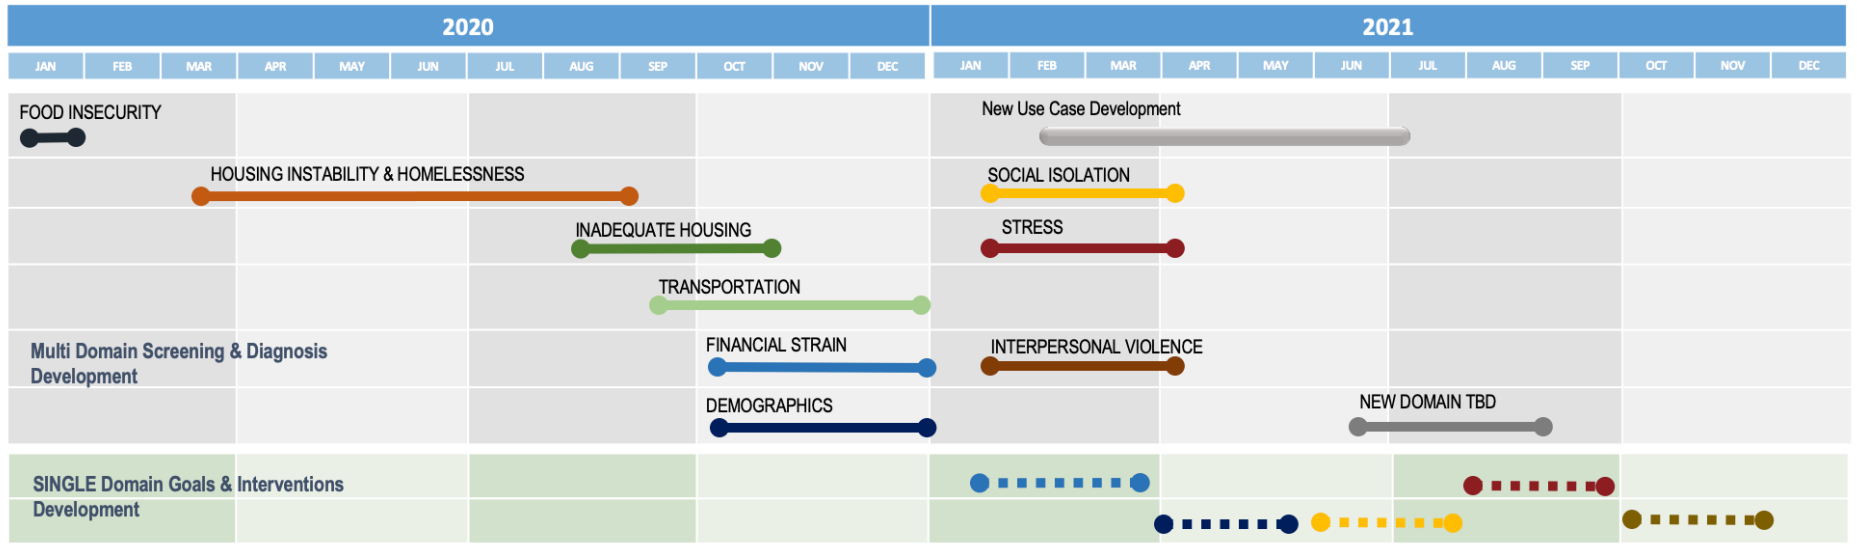 2020 2021
JAN FEB MAR APR MAY JUN JUL AUG SEP OCT NOV DEC JAN FEB MAR APR MAY JUN JUL AUG SEP OCT NOV DEC
FOOD INSECURITY
New Use Case Development
HOUSING INSTABILITY & HOMELESSNESS
SOCIAL ISOLATION
INADEQUATE HOUSING
STRESS
TRANSPORTATION
Multi Domain Screening & Diagnosis
Development
FINANCIAL STRAIN
INTERPERSONAL VIOLENCE
DEMOGRAPHICS
NEW DOMAIN TBD
SINGLE Domain Goals & Interventions
Development